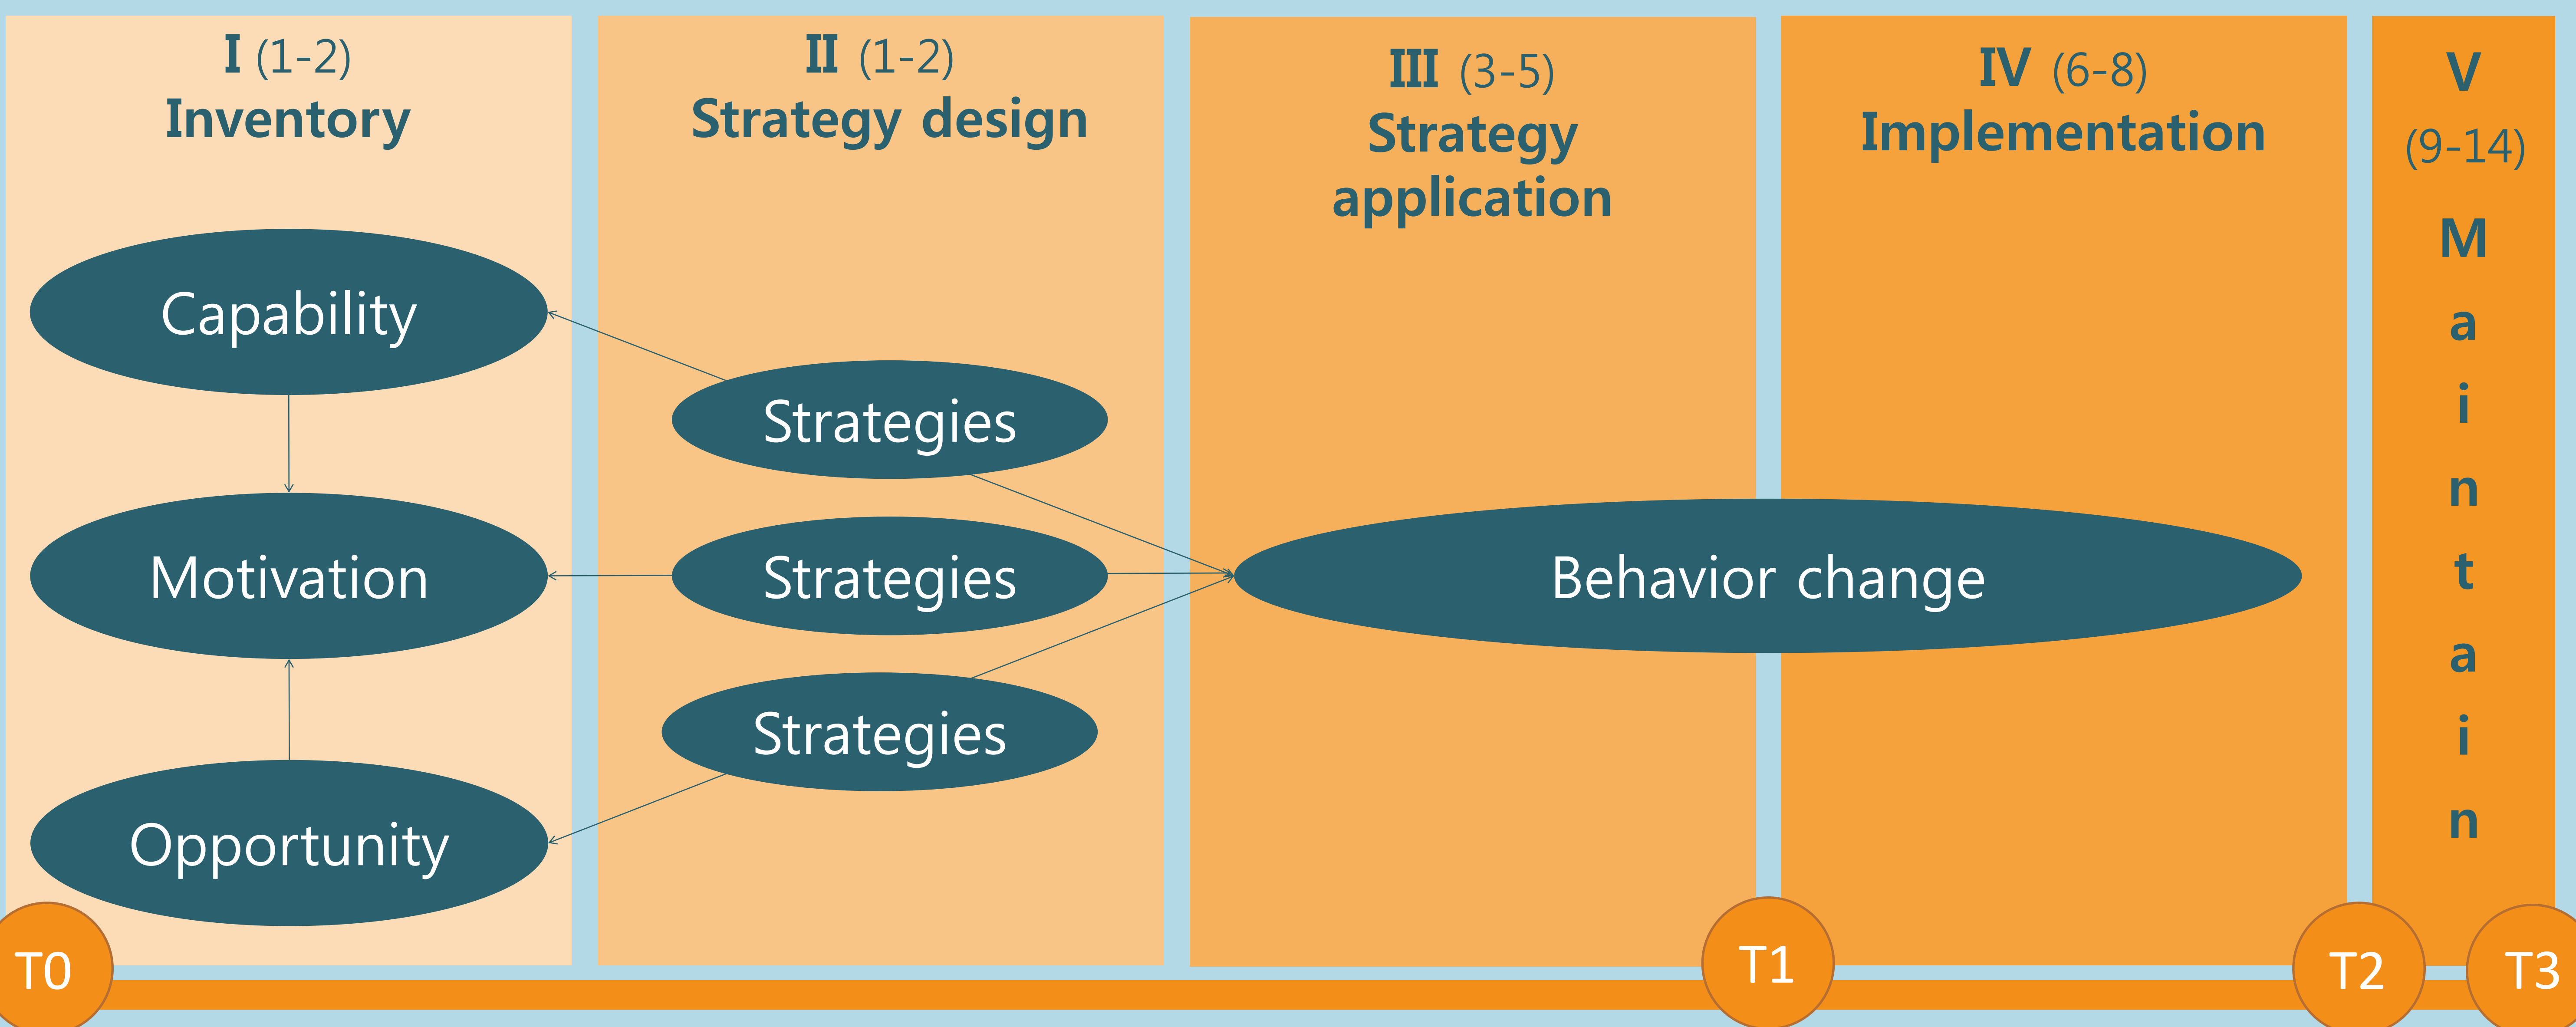 I (1-2)
Inventory
II (1-2)
Strategy design
III (3-5)
Strategy
application
IV (6-8)
Implementation
V
(9-14)
M
a
i
n
t
a
i
n
Capability
Motivation
Opportunity
Strategies
Strategies
Strategies
Behavior change
T0
T1
T2
T3